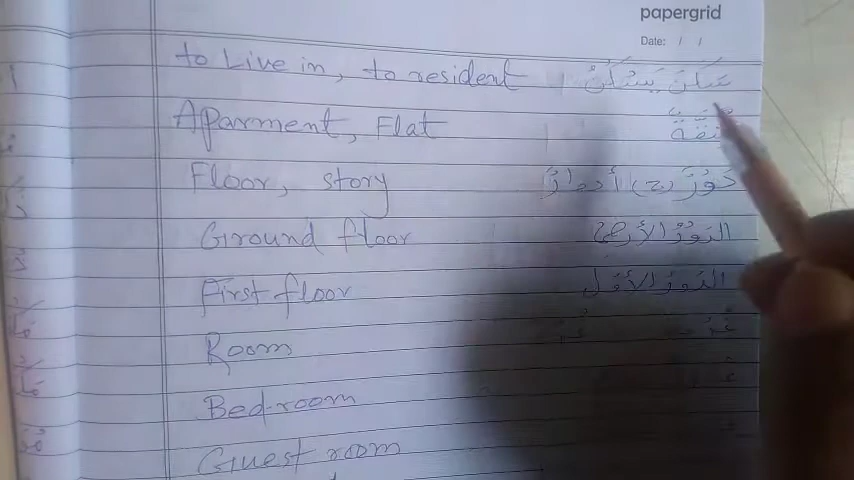 papergrid
Date: / /
to Live in, to resident سَكَنَ يَسْكُنُ
Aparment, Flat شَقَّة
Floor, story دَوْرٌ (ج) أَدوارٌ
Ground floor الدَوْرُ الأَرْضِي
First floor الدَوْرُ الأَوَّل
Room
Bed-room
Guest room